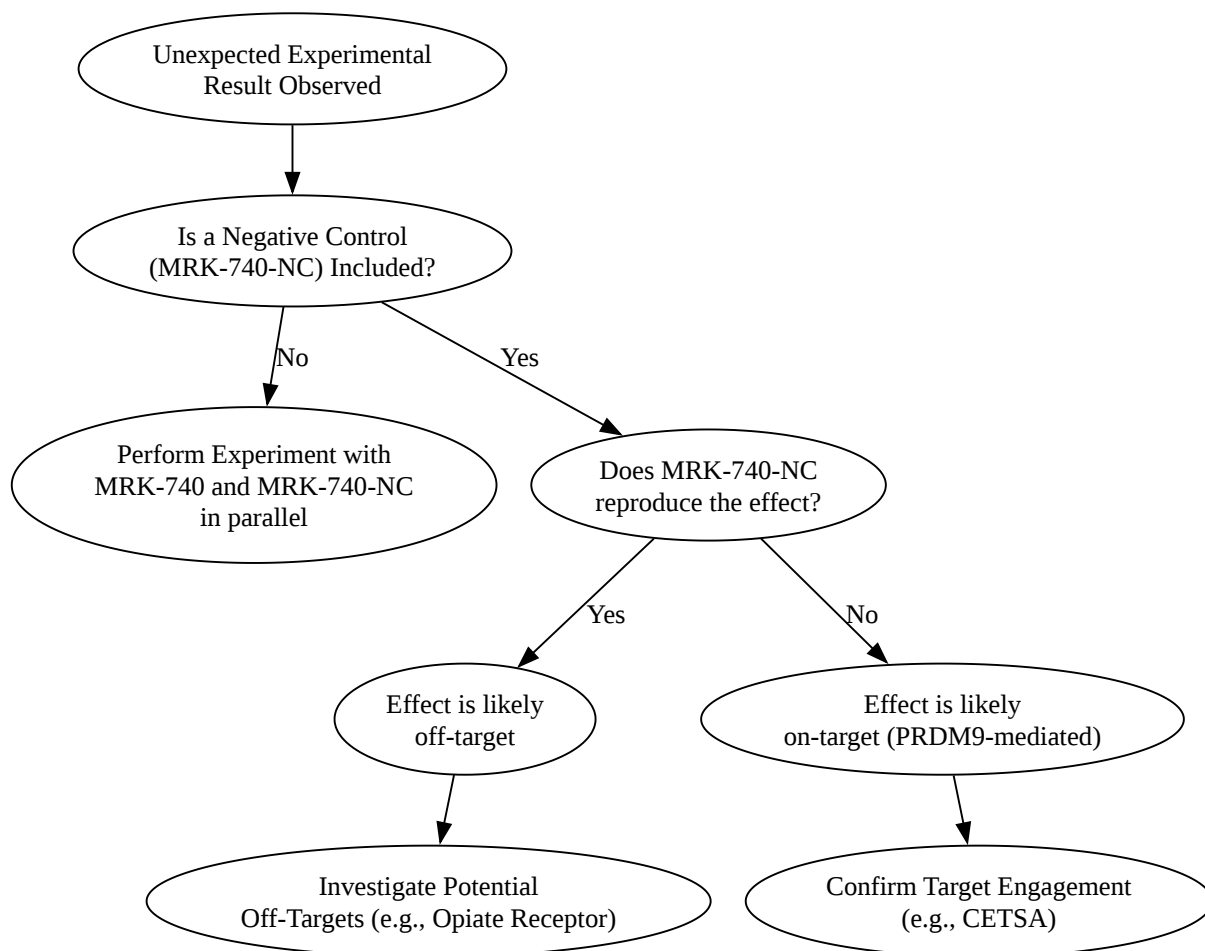 Unexpected Experimental
Result Observed
Is a Negative Control
(MRK-740-NC) Included?
No
Yes
Perform Experiment with
MRK-740 and MRK-740-NC
in parallel
Does MRK-740-NC
reproduce the effect?
Yes
No
Effect is likely
off-target
Effect is likely
on-target (PRDM9-mediated)
Investigate Potential
Off-Targets (e.g., Opiate Receptor)
Confirm Target Engagement
(e.g., CETSA)